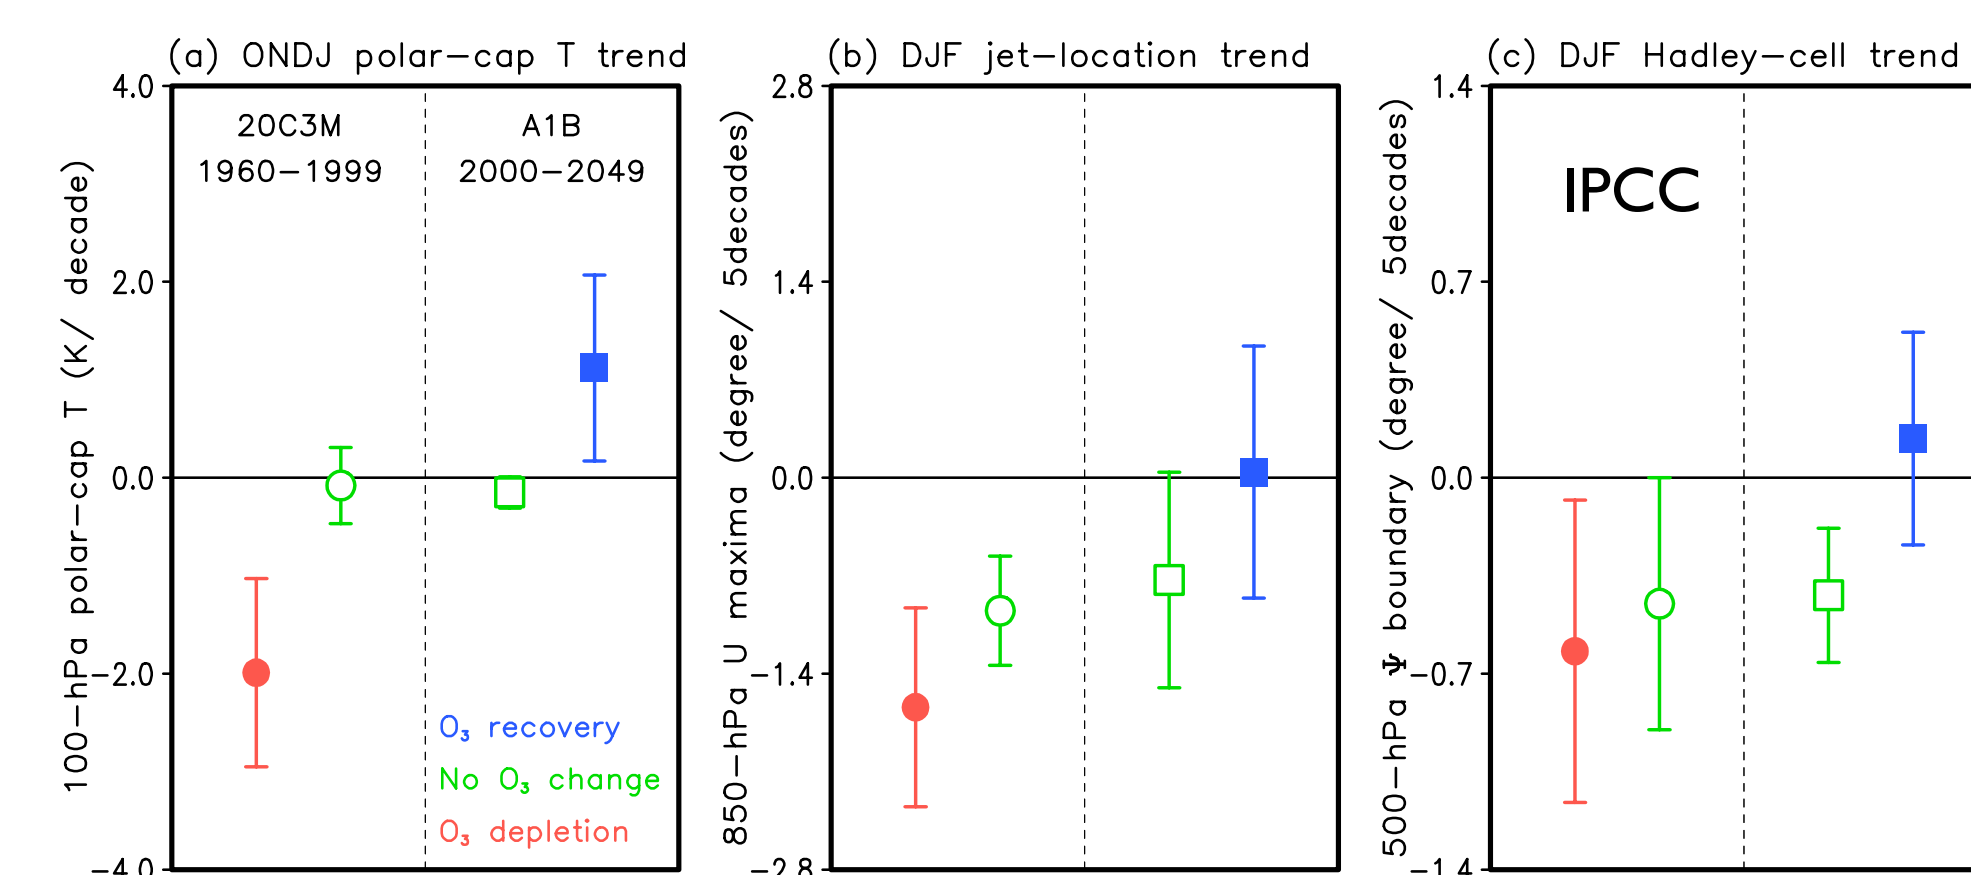 (a) ONDJ polar-cap T trend
100-hPa polar-cap T (K/ decade)
4.0
2.0
0.0
-2.0
-4.0
20C3M
1960-1999
A1B
2000-2049
O₃ recovery
No O₃ change
O₃ depletion
(b) DJF jet-location trend
850-hPa U maxima (degree/ 5decades)
2.8
1.4
0.0
-1.4
-2.8
(c) DJF Hadley-cell trend
500-hPa Ψ boundary (degree/ 5decades)
1.4
0.7
0.0
-0.7
-1.4
IPCC